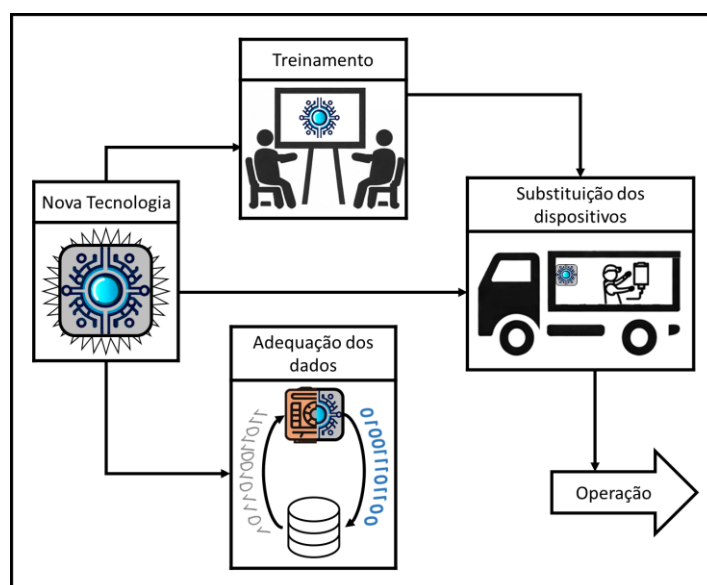 Treinamento
Nova Tecnologia
Substituição dos
dispositivos
Adequação dos
dados
Operação